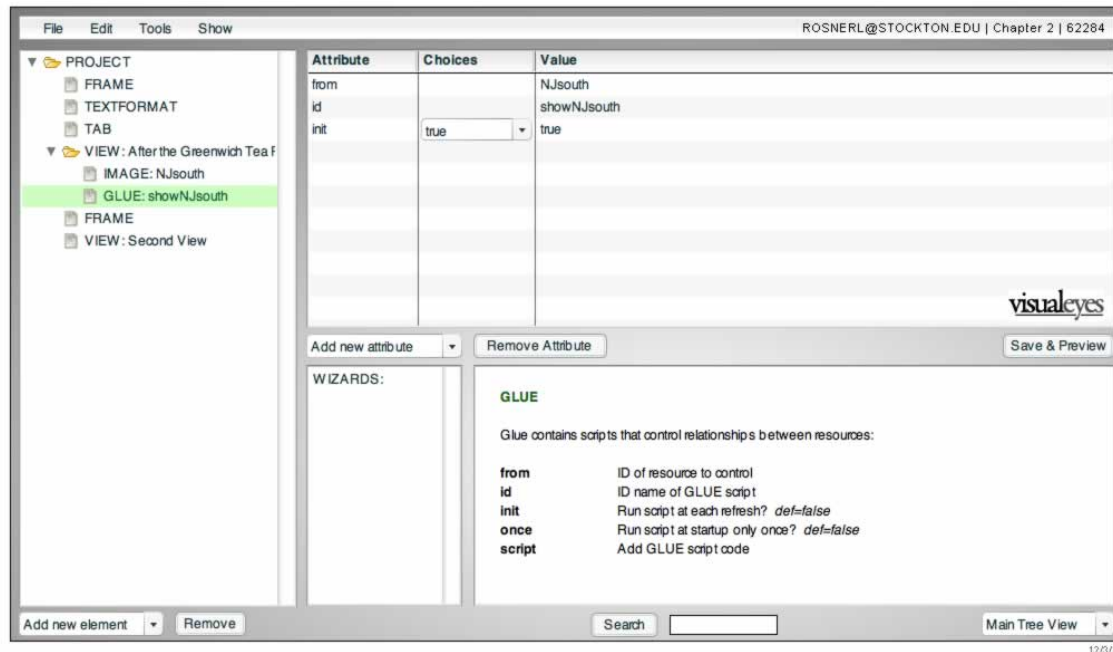 File Edit Tools Show ROSNERL@STOCKTON.EDU | Chapter 2 | 62284
PROJECT
FRAME
TEXTFORMAT
TAB
VIEW: After the Greenwich Tea
IMAGE: NJsouth
GLUE: showNJsouth
FRAME
VIEW: Second View
Attribute Choices Value
from NJsouth
id showNJsouth
init true true
visualeyes
Add new attribute Remove Attribute Save & Preview
WIZARDS:
GLUE
Glue contains scripts that control relationships between resources:
from ID of resource to control
id ID name of GLUE script
init Run script at each refresh? def=false
once Run script at startup only once? def=false
script Add GLUE script code
Add new element Remove Search Main Tree View